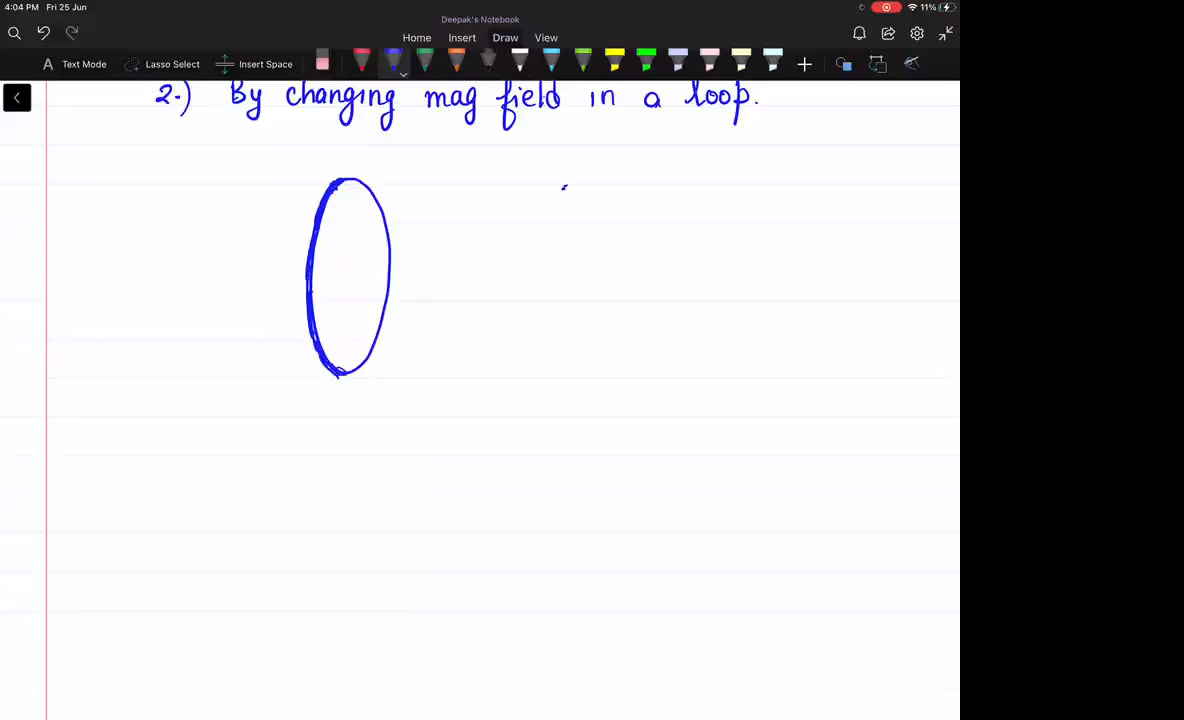 4:04 PM Fri 25 Jun
11%
Deepak's Notebook
Home Insert Draw View
A Text Mode Lasso Select Insert Space
2.) By changing mag field in a loop.